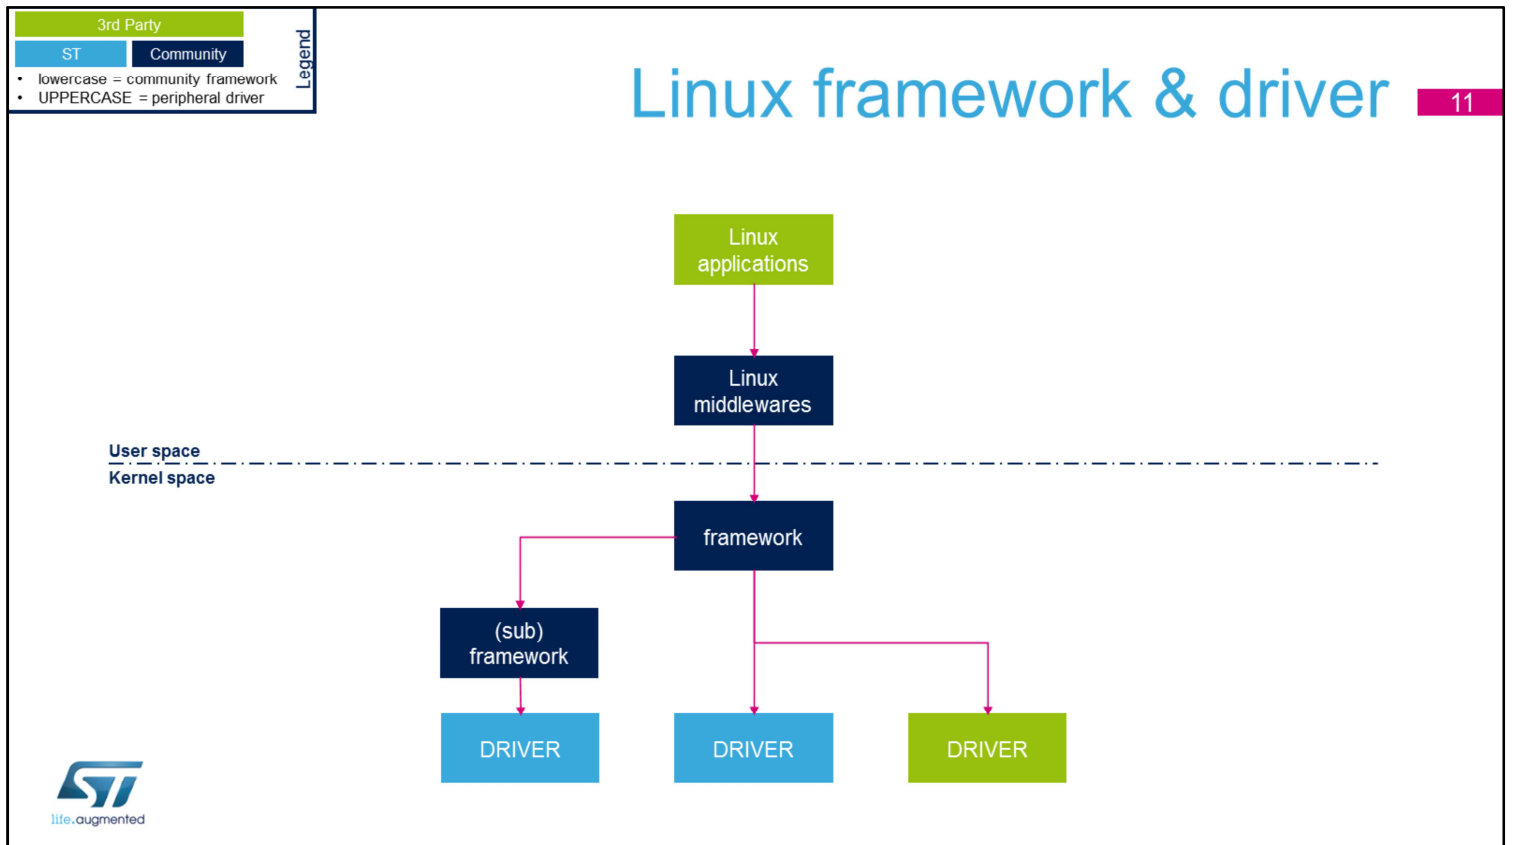 3rd Party
ST
Community
• lowercase = community framework
• UPPERCASE = peripheral driver
Legend
Linux framework & driver
11
Linux
applications
Linux
middlewares
User space
Kernel space
framework
(sub)
framework
DRIVER
DRIVER
DRIVER
ST
life.augmented